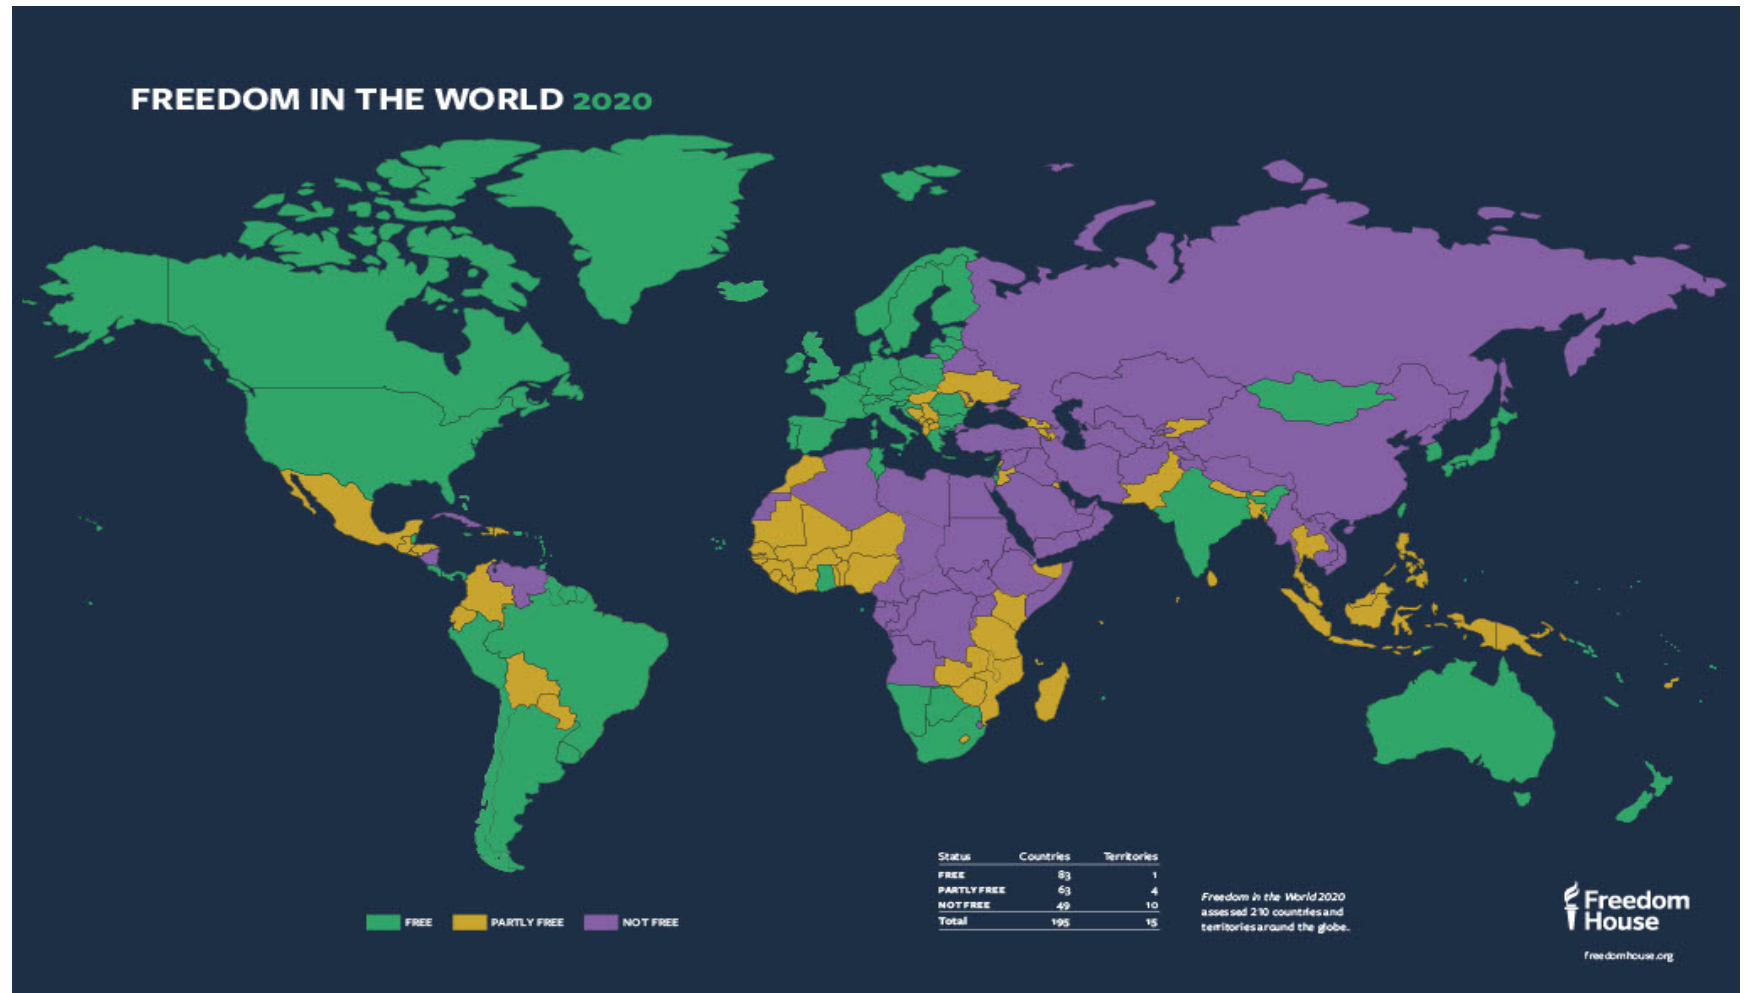 FREEDOM IN THE WORLD 2020
Status Countries Territories
FREE 83 1
PARTLY FREE 63 4
NOT FREE 49 10
Total 195 15
Freedom in the World 2020
assessed 210 countries and
territories around the globe.
FREE PARTLY FREE NOT FREE
Freedom
House
freedomhouse.org